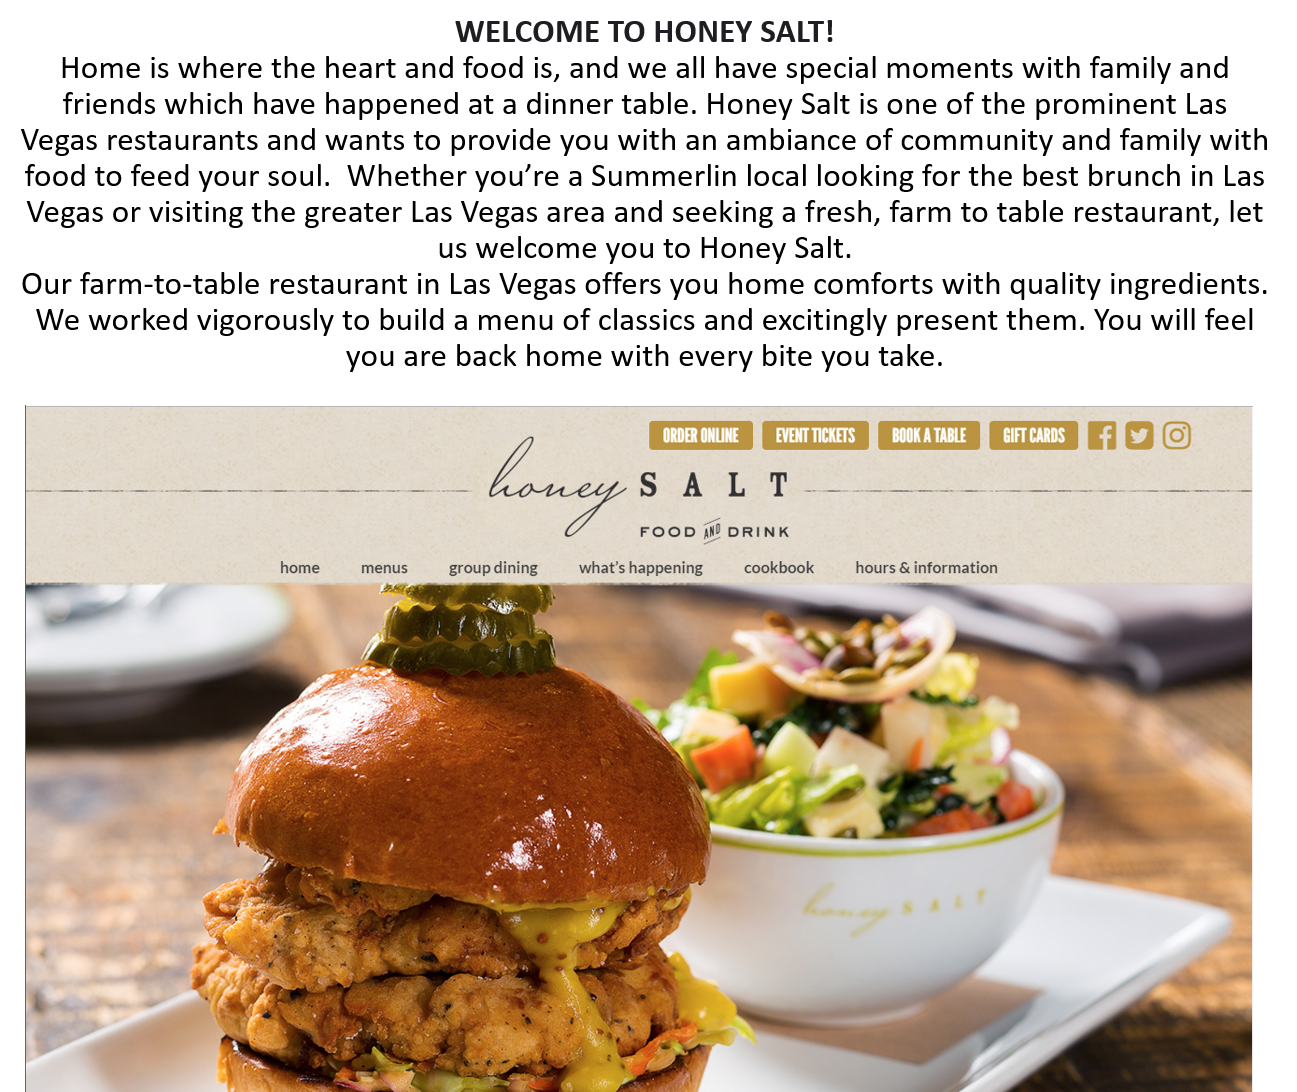 WELCOME TO HONEY SALT!
Home is where the heart and food is, and we all have special moments with family and
friends which have happened at a dinner table. Honey Salt is one of the prominent Las
Vegas restaurants and wants to provide you with an ambiance of community and family with
food to feed your soul.  Whether you’re a Summerlin local looking for the best brunch in Las
Vegas or visiting the greater Las Vegas area and seeking a fresh, farm to table restaurant, let
us welcome you to Honey Salt.
Our farm-to-table restaurant in Las Vegas offers you home comforts with quality ingredients.
We worked vigorously to build a menu of classics and excitingly present them. You will feel
you are back home with every bite you take.
ORDER ONLINE EVENT TICKETS BOOK A TABLE GIFT CARDS
honey SALT
FOOD AND DRINK
home menus group dining what's happening cookbook hours & information
honey SALT